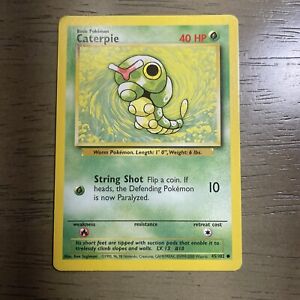 Basic Pokémon
Caterpie 40 HP
Worm Pokémon. Length: 1' 0", Weight: 6 lbs.
String Shot Flip a coin. If
heads, the Defending Pokémon
is now Paralyzed.
10
weakness resistance retreat cost
Its short feet are tipped with suction pads that enable it to
tirelessly climb slopes and walls. LV. 13 #10
45/102